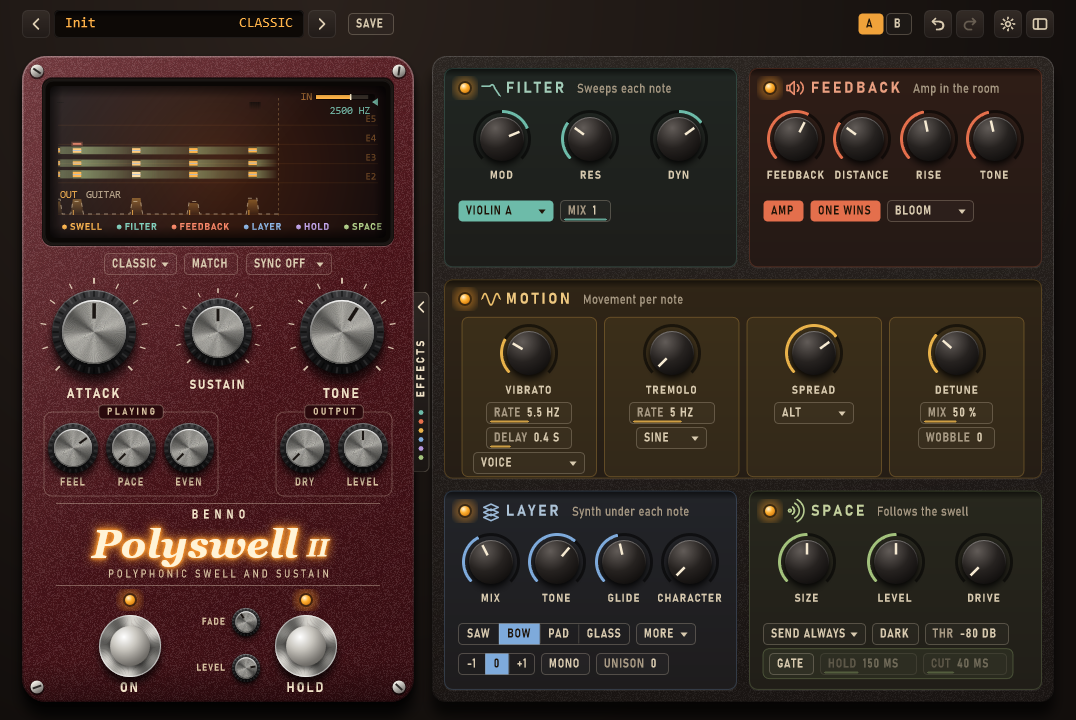 Init CLASSIC SAVE A B
IN
2500 HZ
E5
E4
E3
E2
OUT GUITAR
SWELL FILTER FEEDBACK LAYER HOLD SPACE
CLASSIC MATCH SYNC OFF
ATTACK SUSTAIN TONE
PLAYING OUTPUT
FEEL PACE EVEN DRY LEVEL
BENNO
Polyswell II
POLYPHONIC SWELL AND SUSTAIN
FADE
LEVEL
ON HOLD
EFFECTS
FILTER Sweeps each note
MOD RES DYN
VIOLIN A MIX 1
FEEDBACK Amp in the room
FEEDBACK DISTANCE RISE TONE
AMP ONE WINS BLOOM
MOTION Movement per note
VIBRATO TREMOLO SPREAD DETUNE
RATE 5.5 HZ RATE 5 HZ ALT MIX 50 %
DELAY 0.4 S SINE WOBBLE 0
VOICE
LAYER Synth under each note
MIX TONE GLIDE CHARACTER
SAW BOW PAD GLASS MORE
-1 0 +1 MONO UNISON 0
SPACE Follows the swell
SIZE LEVEL DRIVE
SEND ALWAYS DARK THR -80 DB
GATE HOLD 150 MS CUT 40 MS